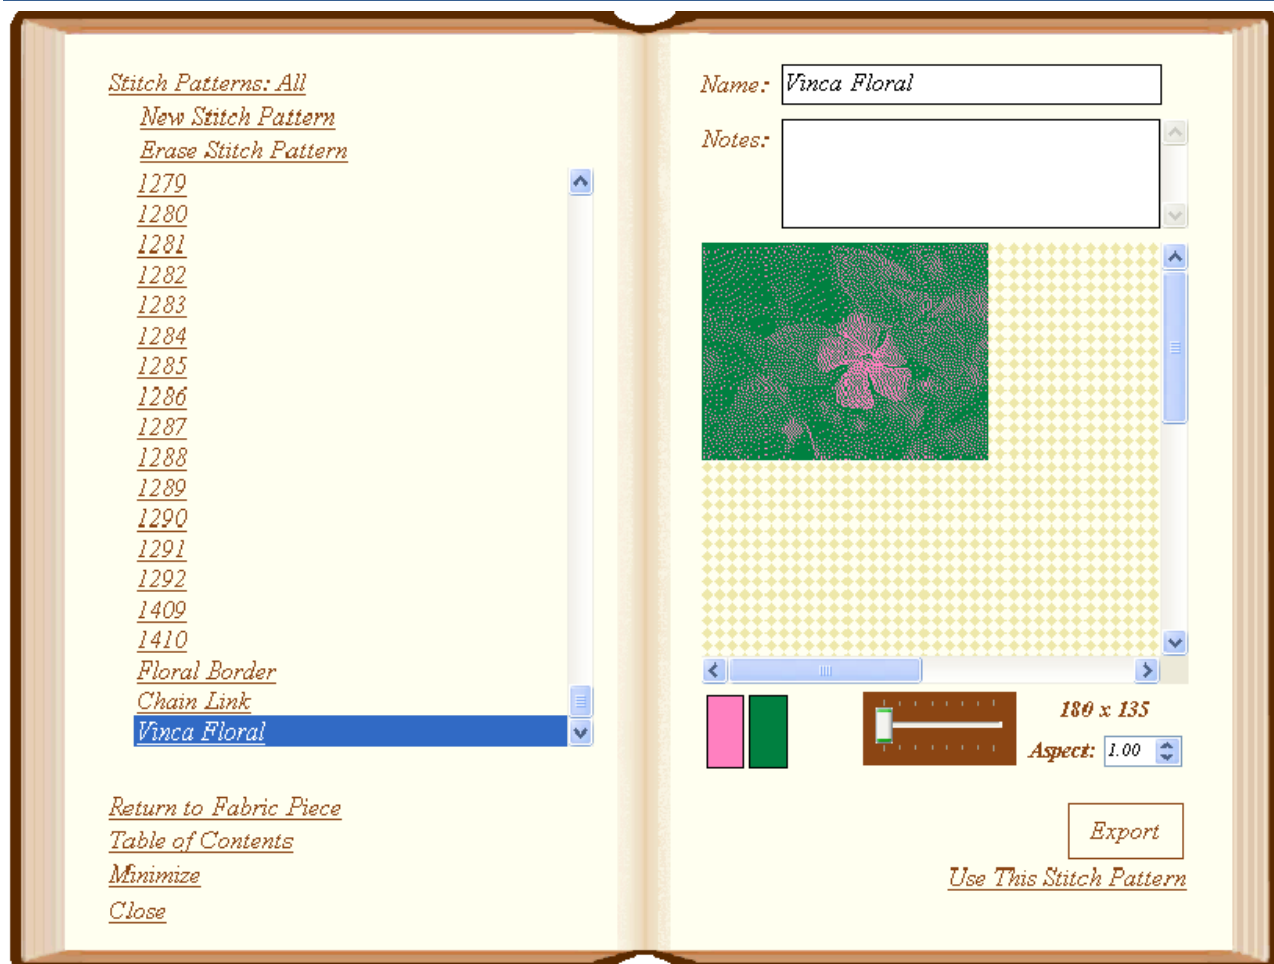 Stitch Patterns: All
New Stitch Pattern
Erase Stitch Pattern
1279
1280
1281
1282
1283
1284
1285
1286
1287
1288
1289
1290
1291
1292
1409
1410
Floral Border
Chain Link
Vinca Floral
Return to Fabric Piece
Table of Contents
Minimize
Close
Name: Vinca Floral
Notes:
180 x 135
Aspect: 1.00
Export
Use This Stitch Pattern